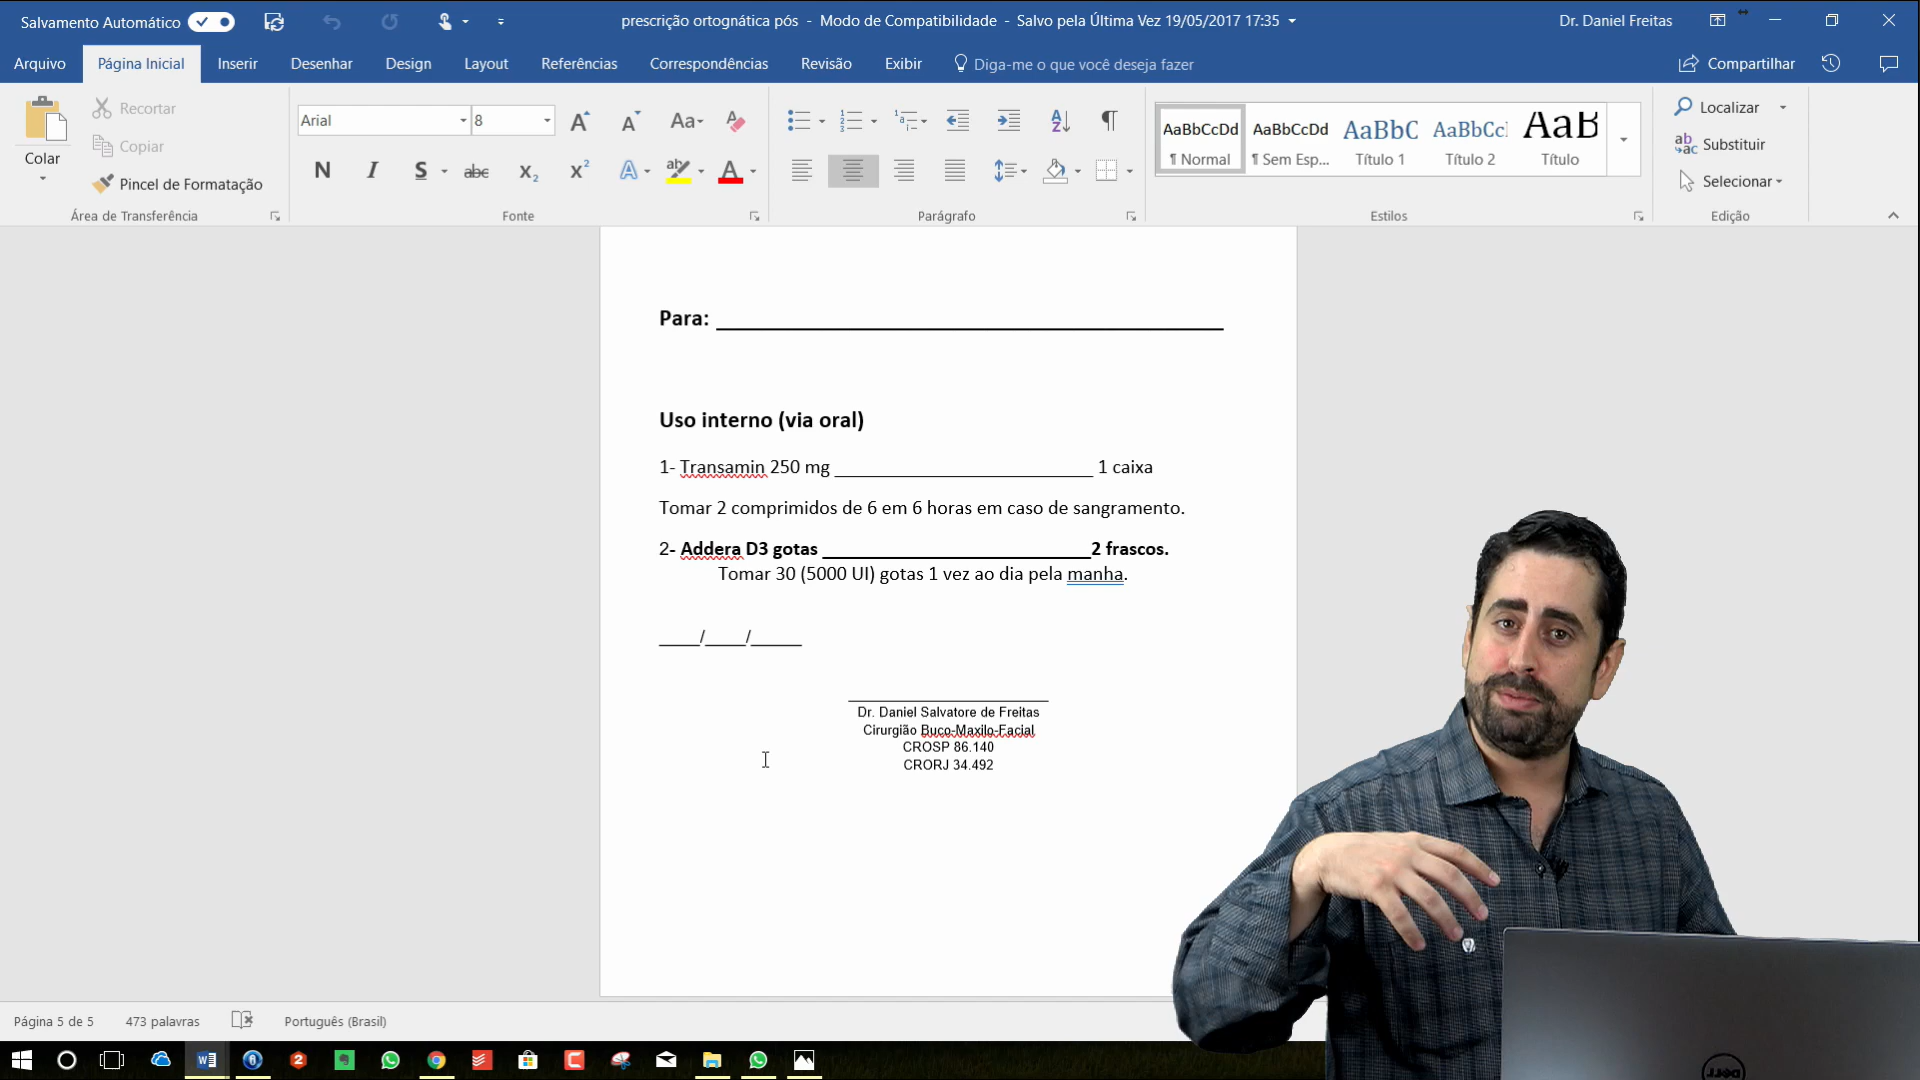 Salvamento Automático
prescrição ortognática pós - Modo de Compatibilidade - Salvo pela Última Vez 19/05/2017 17:35
Dr. Daniel Freitas
Arquivo Página Inicial Inserir Desenhar Design Layout Referências Correspondências Revisão Exibir Diga-me o que você deseja fazer Compartilhar
Colar
Recortar
Copiar
Pincel de Formatação
Área de Transferência
Arial 8
Aa
N I S abc X₂ X²
Fonte
Parágrafo
AaBbCcDd AaBbCcDd AaBbC AaBbCc AaB
¶ Normal ¶ Sem Esp... Título 1 Título 2 Título
Estilos
Localizar
Substituir
Selecionar
Edição
Para: ____________________
Uso interno (via oral)
1- Transamin 250 mg ____________________ 1 caixa
Tomar 2 comprimidos de 6 em 6 horas em caso de sangramento.
2- Addera D3 gotas ____________________2 frascos.
Tomar 30 (5000 UI) gotas 1 vez ao dia pela manha.
____/____/_____
Dr. Daniel Salvatore de Freitas
Cirurgião Buco-Maxilo-Facial
CROSP 86.140
CRORJ 34.492
Página 5 de 5 473 palavras Português (Brasil)
DELL